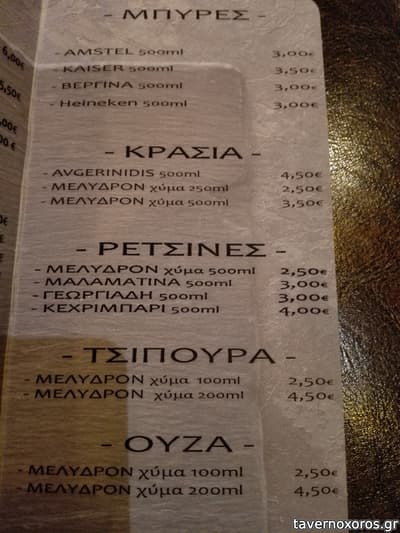 - ΜΠΥΡΕΣ -
- AMSTEL 500ml 3,00€
- KAISER 500ml 3,50€
- ΒΕΡΓΙΝΑ 500ml 3,00€
- Heineken 500ml 3,00€
- ΚΡΑΣΙΑ -
- AVGERINIDIS 500ml 4,50€
- ΜΕΛΥΔΡΟΝ χύμα 250ml 2,50€
- ΜΕΛΥΔΡΟΝ χύμα 500ml 3,50€
- ΡΕΤΣΙΝΕΣ -
- ΜΕΛΥΔΡΟΝ χύμα 500ml 2,50€
- ΜΑΛΑΜΑΤΙΝΑ 500ml 3,00€
- ΓΕΩΡΓΙΑΔΗ 500ml 3,00€
- ΚΕΧΡΙΜΠΑΡΙ 500ml 4,00€
- ΤΣΙΠΟΥΡΑ -
- ΜΕΛΥΔΡΟΝ χύμα 100ml 2,50€
- ΜΕΛΥΔΡΟΝ χύμα 200ml 4,50€
- ΟΥΖΑ -
- ΜΕΛΥΔΡΟΝ χύμα 100ml 2,50€
- ΜΕΛΥΔΡΟΝ χύμα 200ml 4,50€
tavernoxoros.gr